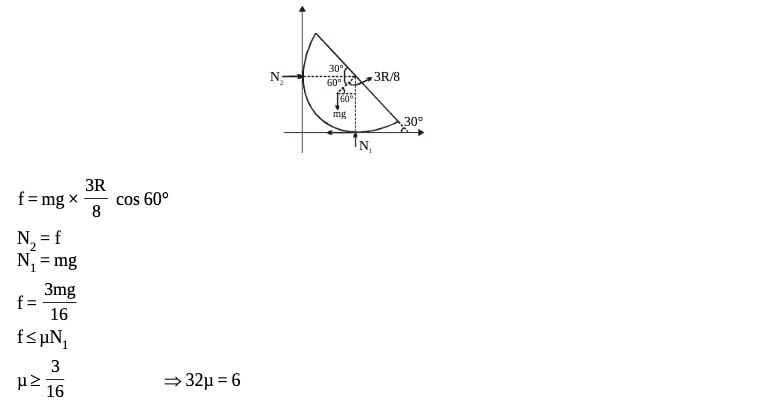 30°
N₂
3R/8
60°
60°
mg
30°
N₁
f = mg × 3R/8 cos 60°
N₂ = f
N₁ = mg
f = 3mg/16
f ≤ µN₁
µ ≥ 3/16 ⇒ 32µ = 6